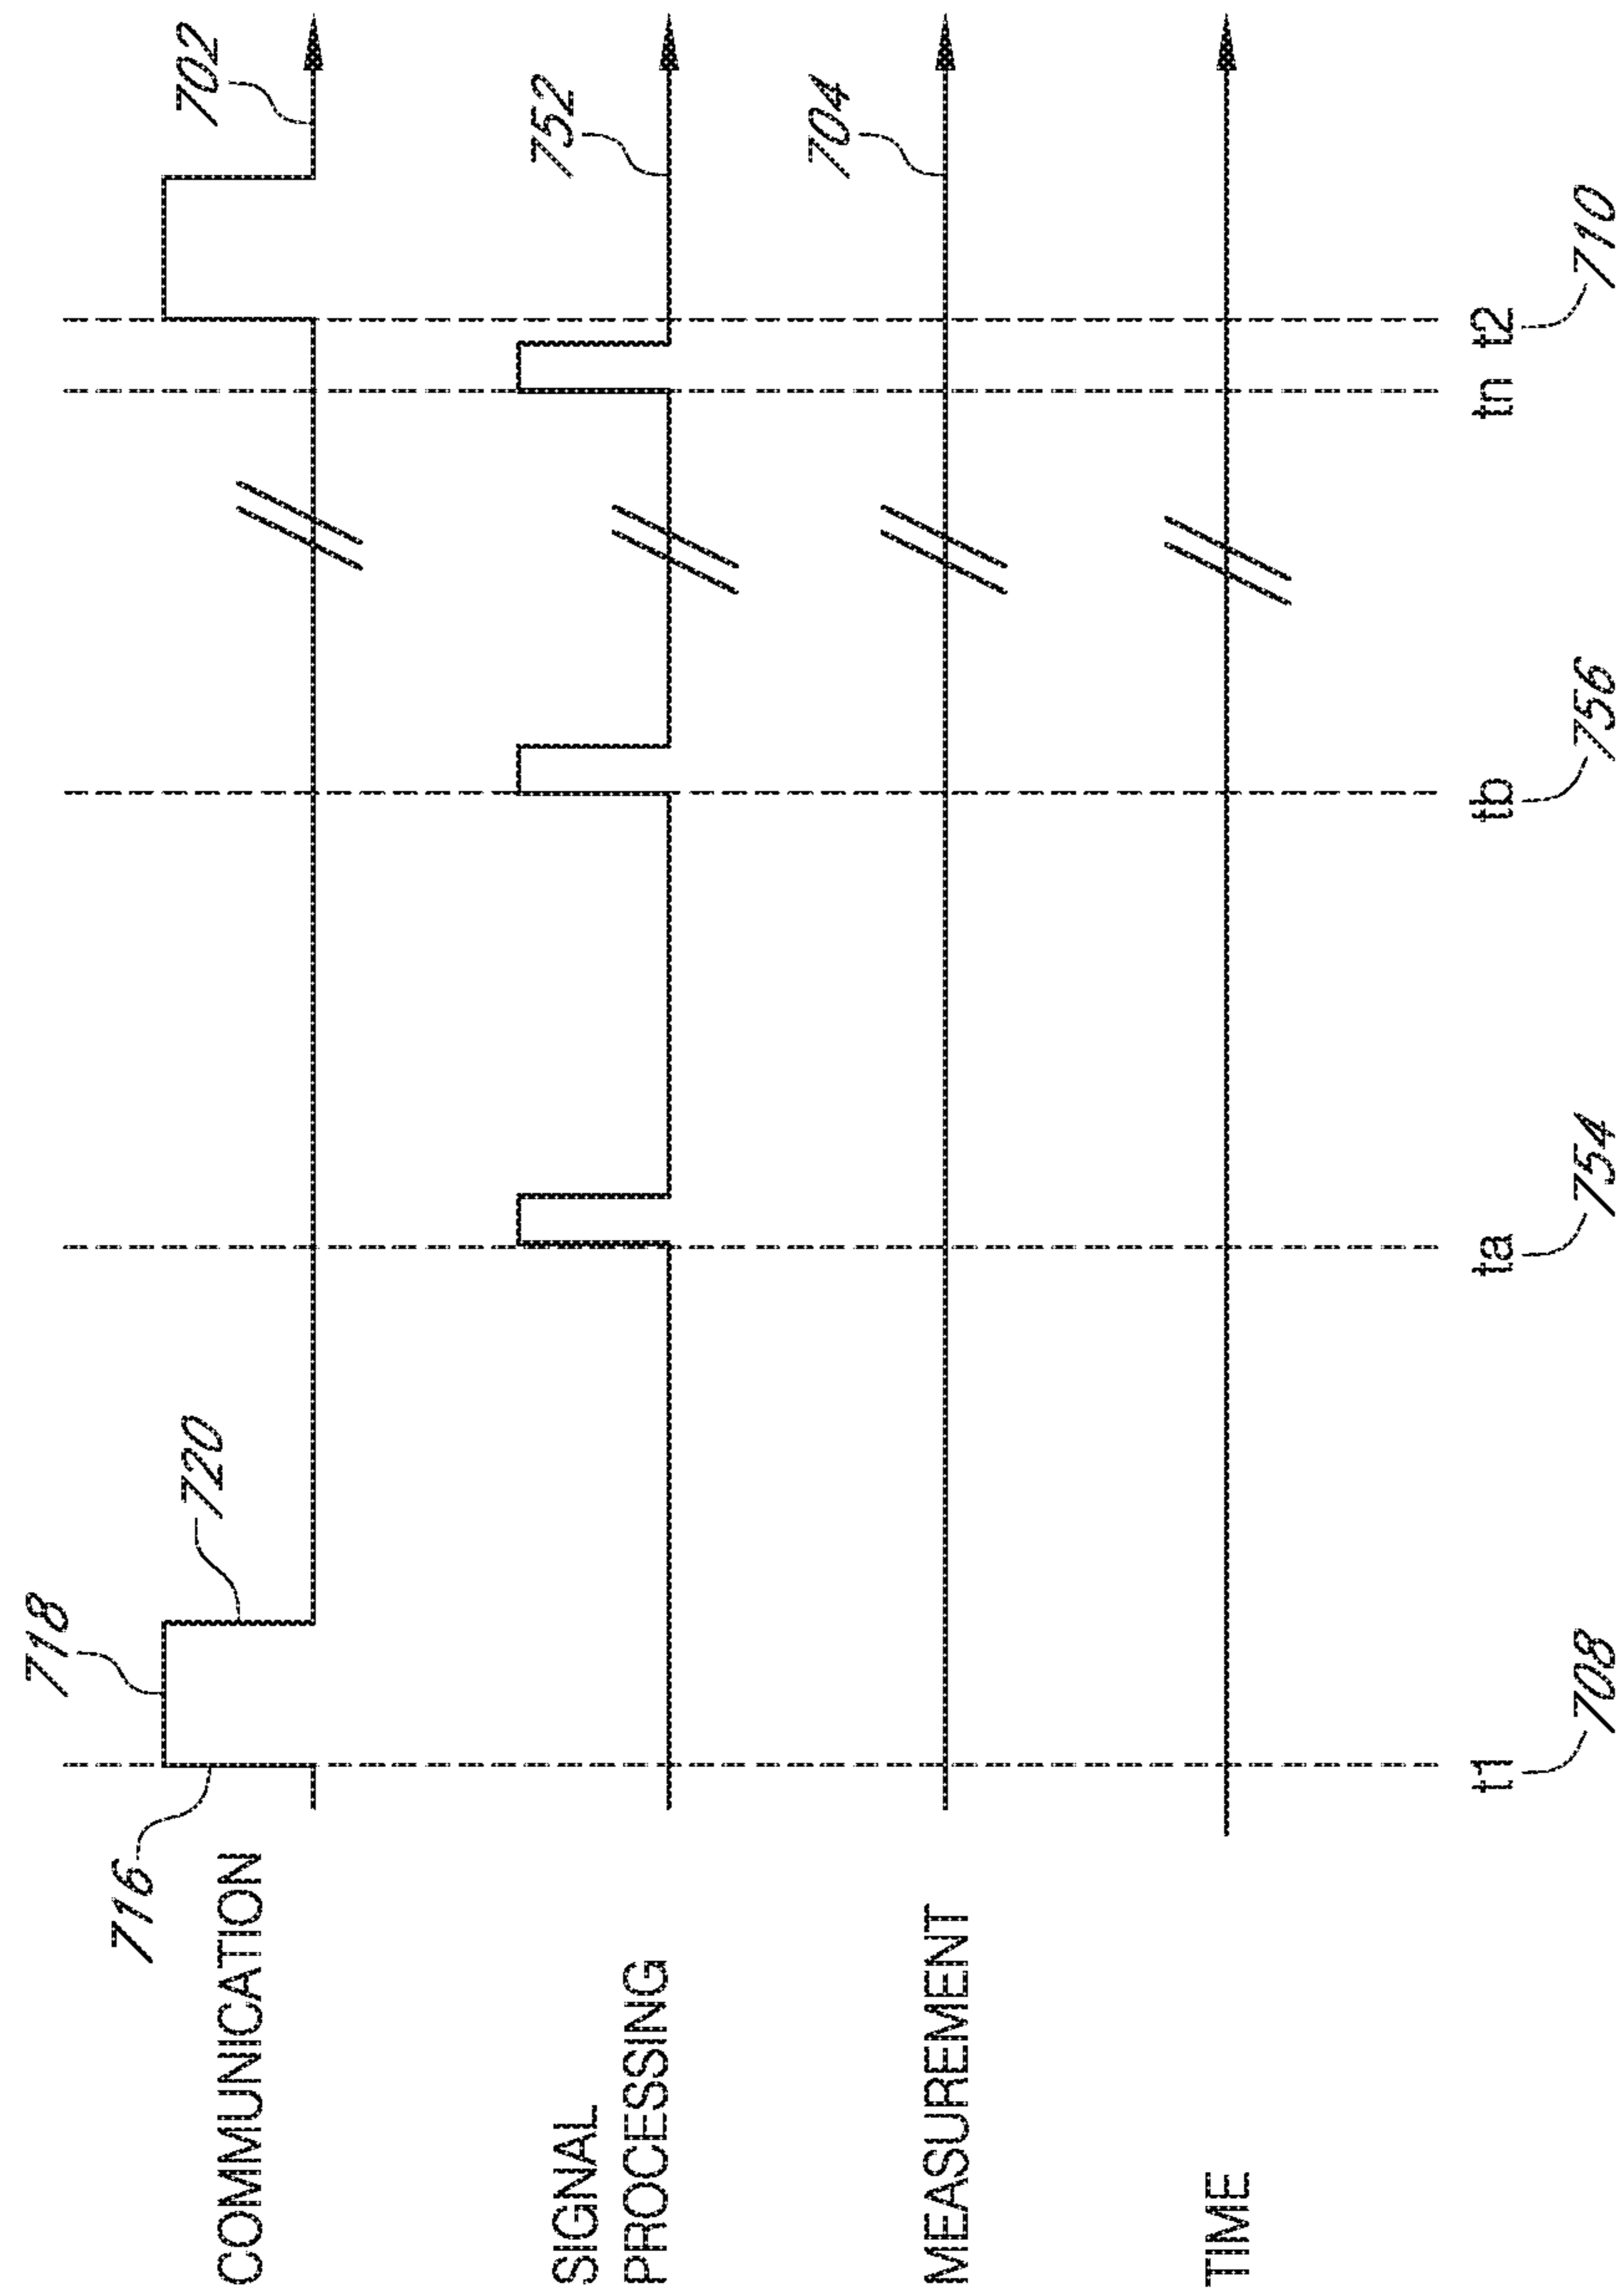 718
720
716
702
COMMUNICATION
752
SIGNAL
PROCESSING
704
MEASUREMENT
TIME
t1
ta
tb
tn
t2
708
754
756
710